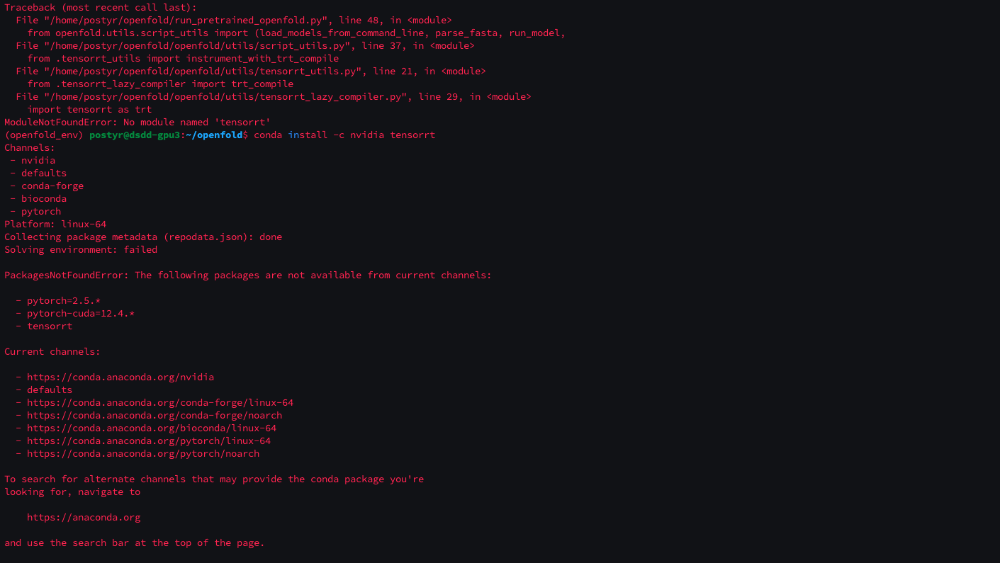 Traceback (most recent call last):
  File "/home/postyr/openfold/run_pretrained_openfold.py", line 48, in <module>
    from openfold.utils.script_utils import (load_models_from_command_line, parse_fasta, run_model,
  File "/home/postyr/openfold/openfold/utils/script_utils.py", line 37, in <module>
    from .tensorrt_utils import instrument_with_trt_compile
  File "/home/postyr/openfold/openfold/utils/tensorrt_utils.py", line 21, in <module>
    from .tensorrt_lazy_compiler import trt_compile
  File "/home/postyr/openfold/openfold/utils/tensorrt_lazy_compiler.py", line 29, in <module>
    import tensorrt as trt
ModuleNotFoundError: No module named 'tensorrt'
(openfold_env) postyr@dsdd-gpu3:~/openfold$ conda install -c nvidia tensorrt
Channels:
 - nvidia
 - defaults
 - conda-forge
 - bioconda
 - pytorch
Platform: linux-64
Collecting package metadata (repodata.json): done
Solving environment: failed

PackagesNotFoundError: The following packages are not available from current channels:

  - pytorch=2.5.*
  - pytorch-cuda=12.4.*
  - tensorrt

Current channels:

  - https://conda.anaconda.org/nvidia
  - defaults
  - https://conda.anaconda.org/conda-forge/linux-64
  - https://conda.anaconda.org/conda-forge/noarch
  - https://conda.anaconda.org/bioconda/linux-64
  - https://conda.anaconda.org/pytorch/linux-64
  - https://conda.anaconda.org/pytorch/noarch

To search for alternate channels that may provide the conda package you're
looking for, navigate to

    https://anaconda.org

and use the search bar at the top of the page.